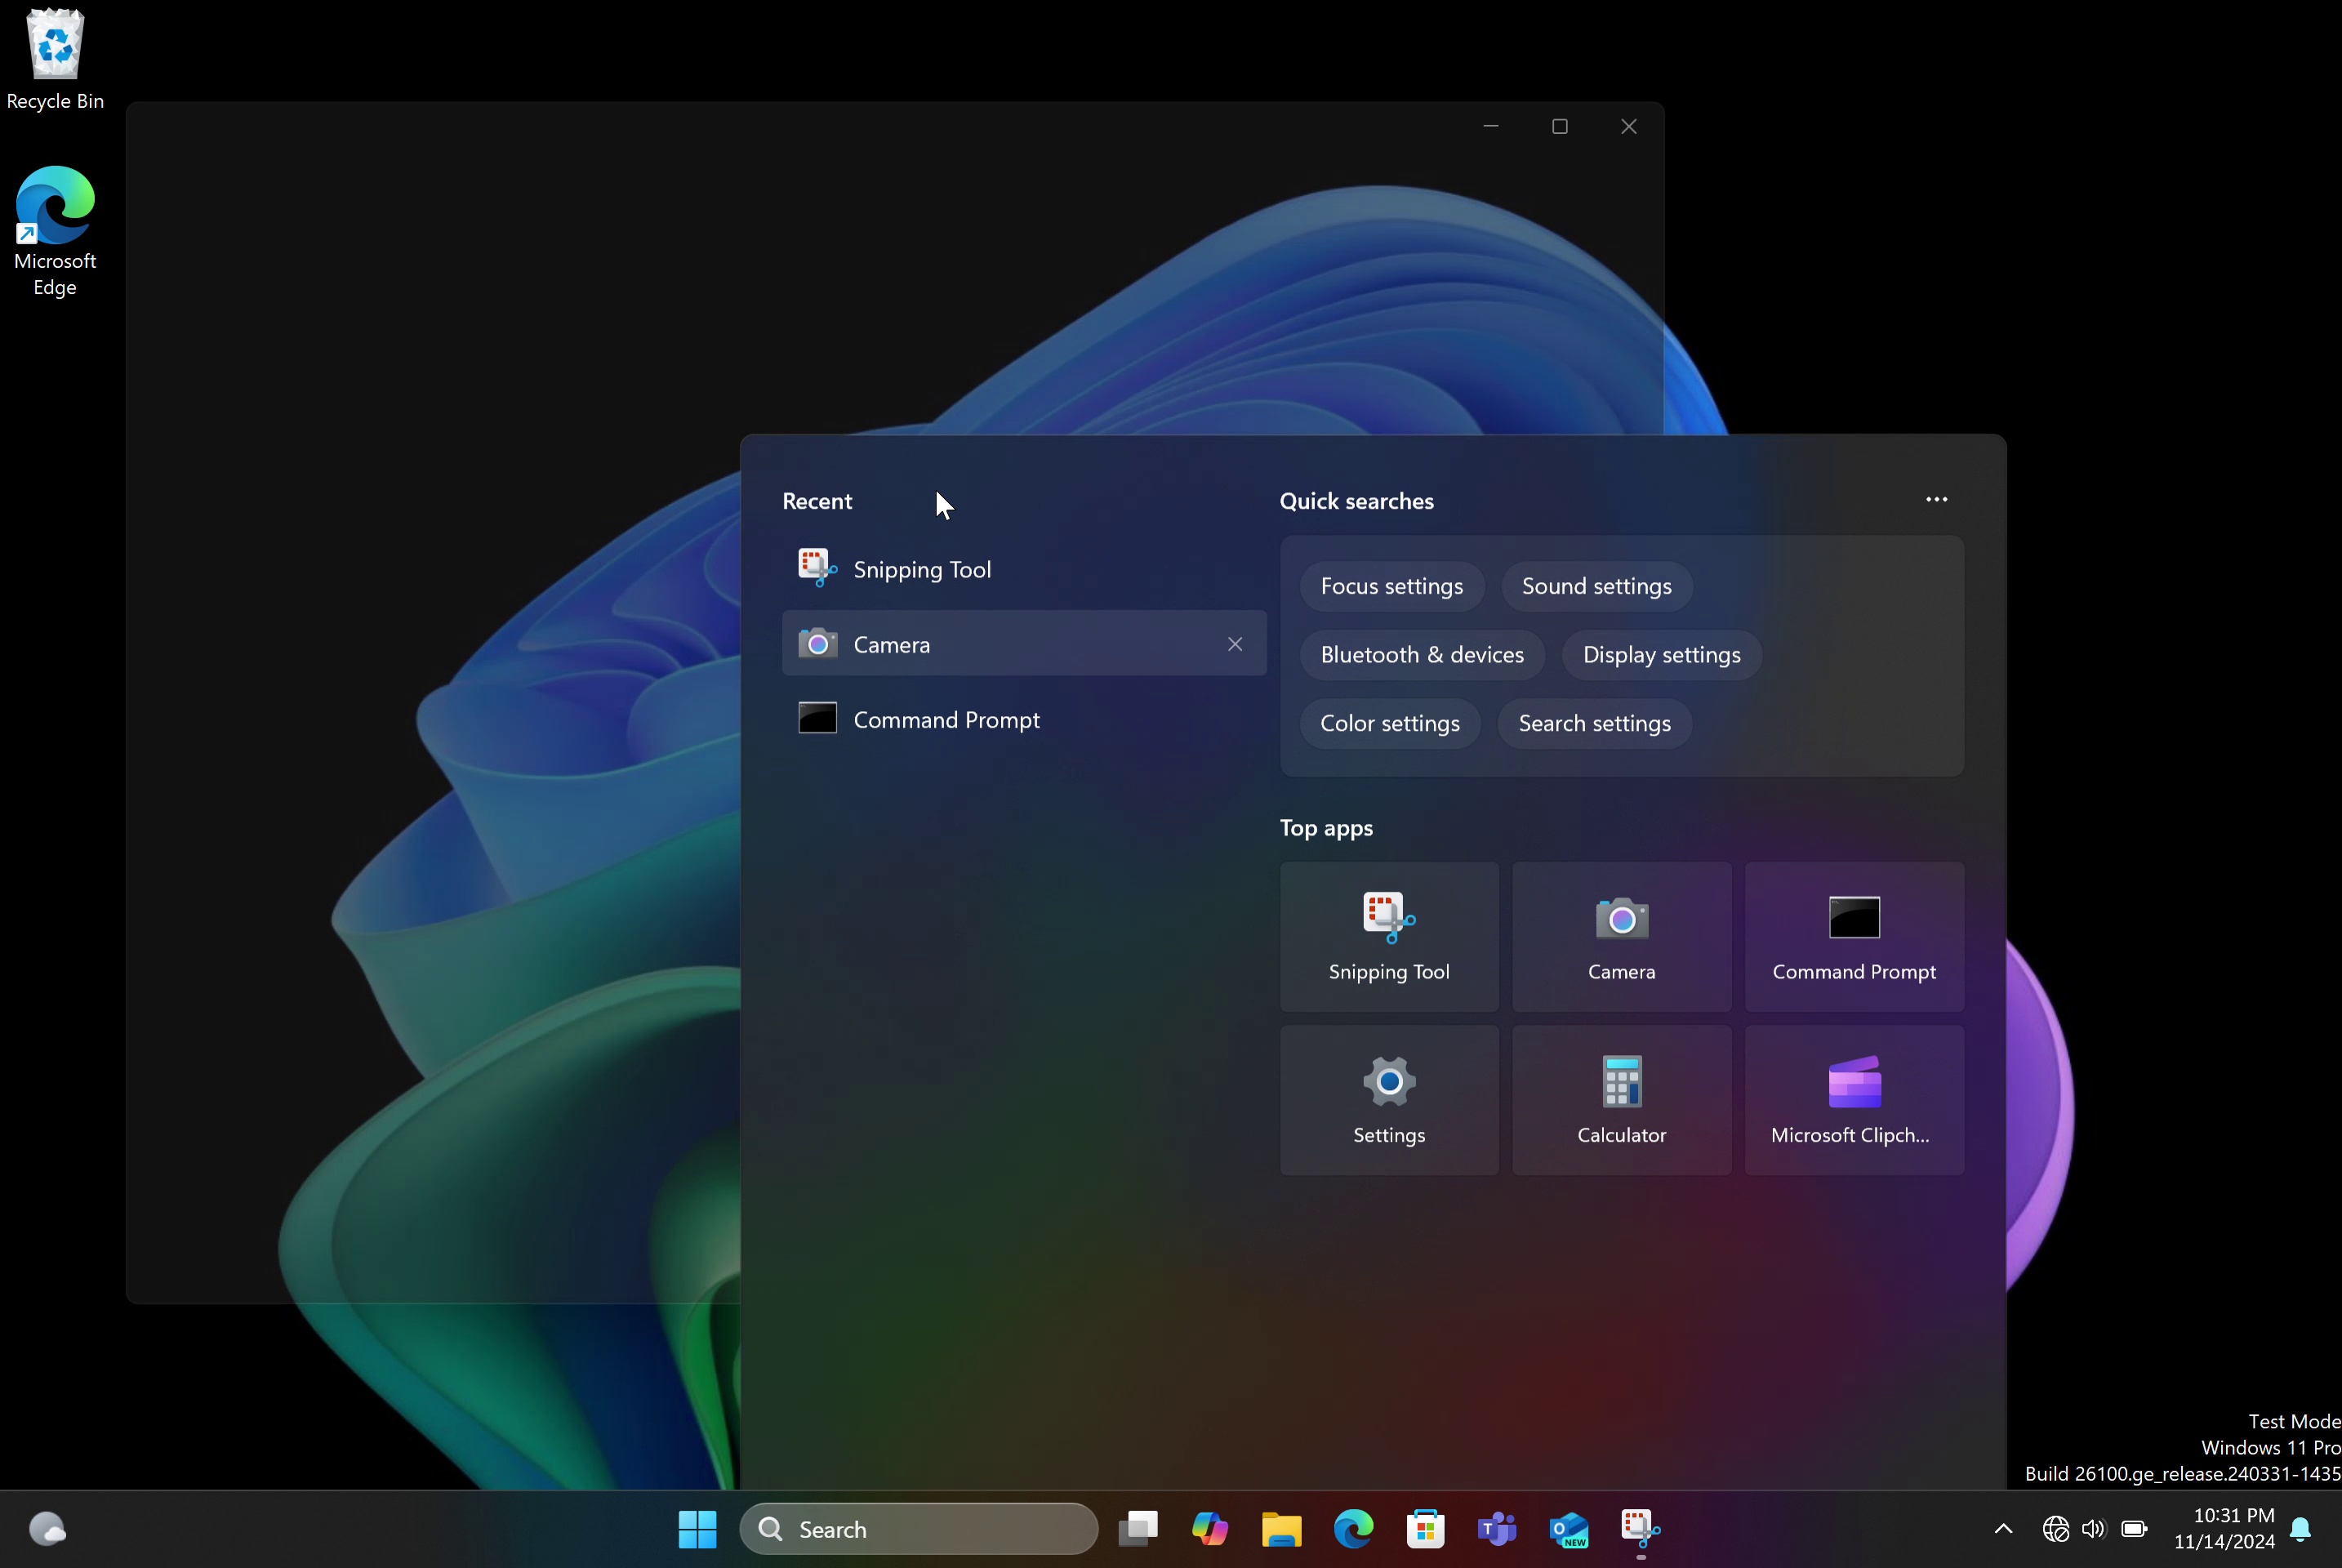 Recycle Bin
Microsoft
Edge
Recent
Snipping Tool
Camera
Command Prompt
Quick searches
Focus settings
Sound settings
Bluetooth & devices
Display settings
Color settings
Search settings
Top apps
Snipping Tool
Camera
Command Prompt
Settings
Calculator
Microsoft Clipch...
Test Mode
Windows 11 Pro
Build 26100.ge_release.240331-1435
Search
NEW
10:31 PM
11/14/2024